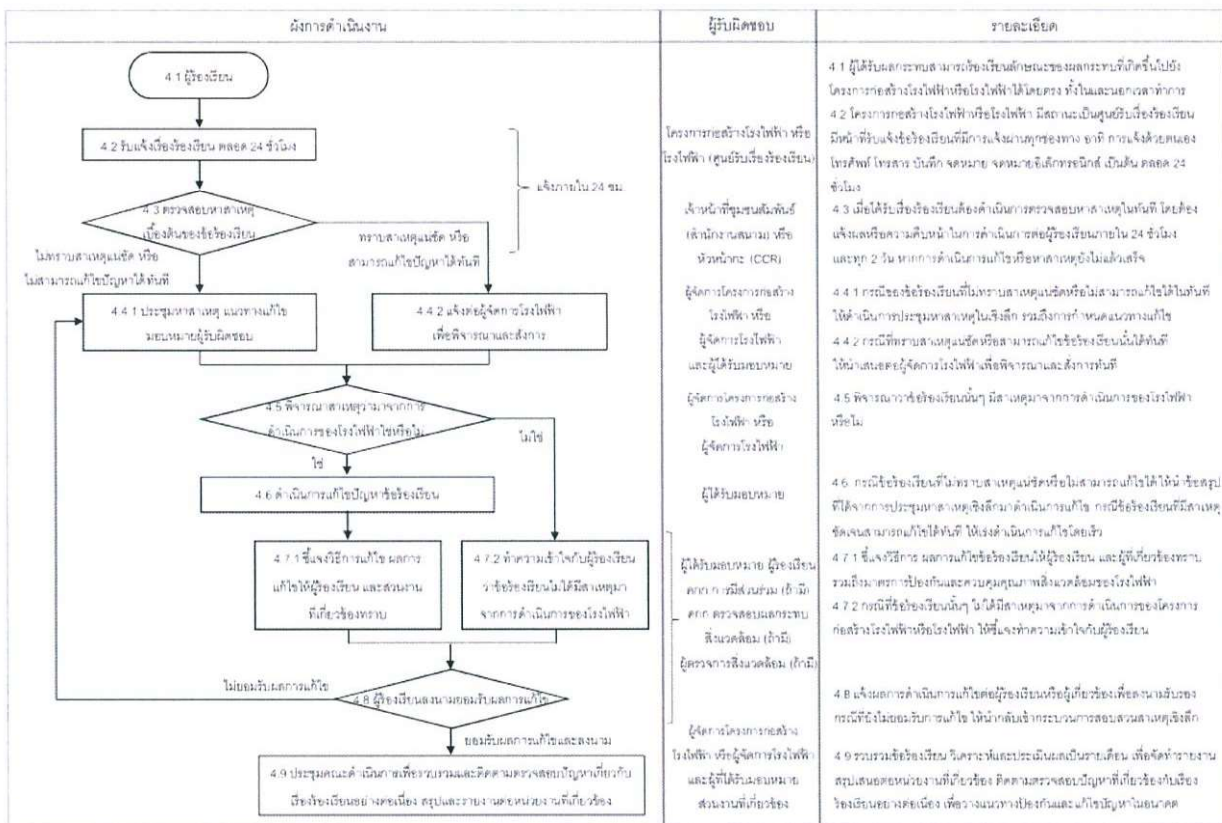 ผังการดำเนินงาน
ผู้รับผิดชอบ
รายละเอียด
4.1 ผู้ร้องเรียน
4.2 รับแจ้งเรื่องร้องเรียน ตลอด 24 ชั่วโมง
แจ้งภายใน 24 ชม.
4.3 ตรวจสอบหาสาเหตุ
เบื้องต้นของข้อร้องเรียน
ไม่ทราบสาเหตุแน่ชัด หรือ
ไม่สามารถแก้ไขปัญหาได้ทันที
ทราบสาเหตุแน่ชัด หรือ
สามารถแก้ไขปัญหาได้ทันที
4.4.1 ประชุมหาสาเหตุ แนวทางแก้ไข
มอบหมายผู้รับผิดชอบ
4.4.2 แจ้งต่อผู้จัดการโรงไฟฟ้า
เพื่อพิจารณาและสั่งการ
4.5 พิจารณาสาเหตุว่ามาจากการ
ดำเนินการของโรงไฟฟ้าใช่หรือไม่
ไม่ใช่
ใช่
4.6 ดำเนินการแก้ไขปัญหาข้อร้องเรียน
4.7.1 ชี้แจงวิธีการแก้ไข ผลการ
แก้ไขให้ผู้ร้องเรียน และส่วนงาน
ที่เกี่ยวข้องทราบ
4.7.2 ทำความเข้าใจกับผู้ร้องเรียน
ว่าข้อร้องเรียนไม่ได้มีสาเหตุมา
จากการดำเนินการของโรงไฟฟ้า
ไม่ยอมรับผลการแก้ไข
4.8 ผู้ร้องเรียนลงนามยอมรับผลการแก้ไข
ยอมรับผลการแก้ไขและลงนาม
4.9 ประชุมคณะดำเนินการเพื่อรวบรวมและติดตามตรวจสอบปัญหาเกี่ยวกับ
เรื่องร้องเรียนอย่างต่อเนื่อง สรุปและรายงานต่อหน่วยงานที่เกี่ยวข้อง
โครงการก่อสร้างโรงไฟฟ้า หรือ
โรงไฟฟ้า (ศูนย์รับเรื่องร้องเรียน)
เจ้าหน้าที่ชุมชนสัมพันธ์
(สำนักงานสนาม) หรือ
หัวหน้ากะ (CCR)
ผู้จัดการโครงการก่อสร้าง
โรงไฟฟ้า หรือ
ผู้จัดการโรงไฟฟ้า
และผู้ได้รับมอบหมาย
ผู้จัดการโครงการก่อสร้าง
โรงไฟฟ้า หรือ
ผู้จัดการโรงไฟฟ้า
ผู้ได้รับมอบหมาย
ผู้ได้รับมอบหมาย ผู้ร้องเรียน
คกก.การมีส่วนร่วม (ถ้ามี)
คกก.ตรวจสอบผลกระทบ
สิ่งแวดล้อม (ถ้ามี)
ผู้ตรวจการสิ่งแวดล้อม (ถ้ามี)
ผู้จัดการโครงการก่อสร้าง
โรงไฟฟ้า หรือผู้จัดการโรงไฟฟ้า
และผู้ที่ได้รับมอบหมาย
ส่วนงานที่เกี่ยวข้อง
4.1 ผู้ได้รับผลกระทบสามารถร้องเรียนลักษณะของผลกระทบที่เกิดขึ้นไปยัง
โครงการก่อสร้างโรงไฟฟ้าหรือโรงไฟฟ้าได้โดยตรง ทั้งในและนอกเวลาทำการ
4.2 โครงการก่อสร้างโรงไฟฟ้าหรือโรงไฟฟ้า มีสถานะเป็นศูนย์รับเรื่องร้องเรียน
มีหน้าที่รับแจ้งข้อร้องเรียนที่มีการแจ้งผ่านทุกช่องทาง อาทิ การแจ้งด้วยตนเอง
โทรศัพท์ โทรสาร บันทึก จดหมาย จดหมายอิเล็กทรอนิกส์ เป็นต้น ตลอด 24
ชั่วโมง
4.3 เมื่อได้รับเรื่องร้องเรียนต้องดำเนินการตรวจสอบหาสาเหตุในทันที โดยต้อง
แจ้งผลหรือความคืบหน้าในการดำเนินการต่อผู้ร้องเรียนภายใน 24 ชั่วโมง
และทุก 2 วัน หากการดำเนินการแก้ไขหรือหาสาเหตุยังไม่แล้วเสร็จ
4.4.1 กรณีของข้อร้องเรียนที่ไม่ทราบสาเหตุแน่ชัดหรือไม่สามารถแก้ไขได้ในทันที
ให้ดำเนินการประชุมหาสาเหตุในเชิงลึก รวมถึงการกำหนดแนวทางแก้ไข
4.4.2 กรณีที่ทราบสาเหตุแน่ชัดหรือสามารถแก้ไขข้อร้องเรียนนั้นได้ทันที
ให้นำเสนอต่อผู้จัดการโรงไฟฟ้าเพื่อพิจารณาและสั่งการทันที
4.5 พิจารณาว่าข้อร้องเรียนนั้นๆ มีสาเหตุมาจากการดำเนินการของโรงไฟฟ้า
หรือไม่
4.6. กรณีข้อร้องเรียนที่ไม่ทราบสาเหตุแน่ชัดหรือไม่สามารถแก้ไขได้ ให้นำข้อสรุป
ที่ได้จากการประชุมหาสาเหตุเชิงลึกมาดำเนินการแก้ไข กรณีข้อร้องเรียนที่มีสาเหตุ
ชัดเจนสามารถแก้ไขได้ทันที ให้เร่งดำเนินการแก้ไขโดยเร็ว
4.7.1 ชี้แจงวิธีการ ผลการแก้ไขข้อร้องเรียนให้ผู้ร้องเรียน และผู้ที่เกี่ยวข้องทราบ
รวมถึงมาตรการป้องกันและควบคุมคุณภาพสิ่งแวดล้อมของโรงไฟฟ้า
4.7.2 กรณีที่ข้อร้องเรียนนั้นๆ ไม่ได้มีสาเหตุมาจากการดำเนินการของโครงการ
ก่อสร้างโรงไฟฟ้าหรือโรงไฟฟ้า ให้ชี้แจงทำความเข้าใจกับผู้ร้องเรียน
4.8 แจ้งผลการดำเนินการแก้ไขต่อผู้ร้องเรียนหรือผู้เกี่ยวข้องเพื่อลงนามรับรอง
กรณีที่ยังไม่ยอมรับการแก้ไข ให้นำกลับเข้ากระบวนการสอบสวนสาเหตุเชิงลึก
4.9 รวบรวมข้อร้องเรียน วิเคราะห์และประเมินผลเป็นรายเดือน เพื่อจัดทำรายงาน
สรุปเสนอต่อหน่วยงานที่เกี่ยวข้อง ติดตามตรวจสอบปัญหาที่เกี่ยวข้องกับเรื่อง
ร้องเรียนอย่างต่อเนื่อง เพื่อวางแนวทางป้องกันและแก้ไขปัญหาในอนาคต